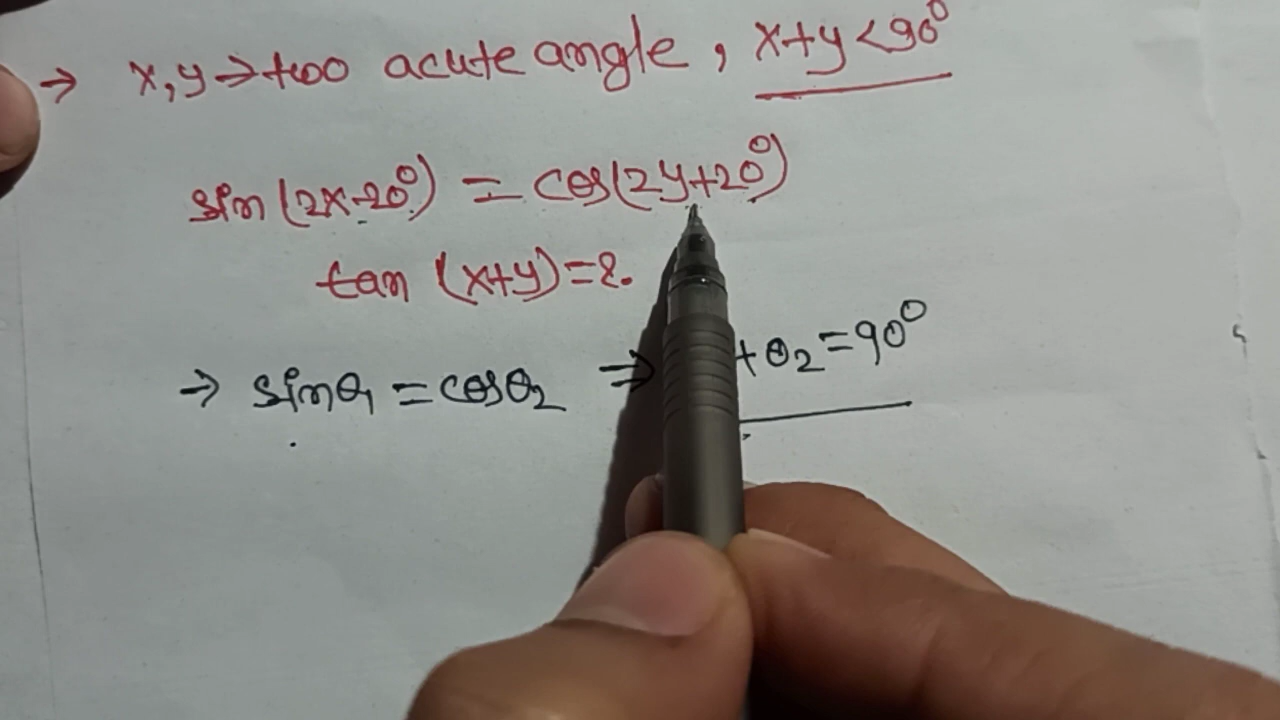 → x, y → two acute angle, x+y<90°
sin(2x-20°) = cos(2y+20°)
tan (x+y)=?.
→ sinθ₁ = cosθ₂ ⇒ +θ₂=90°